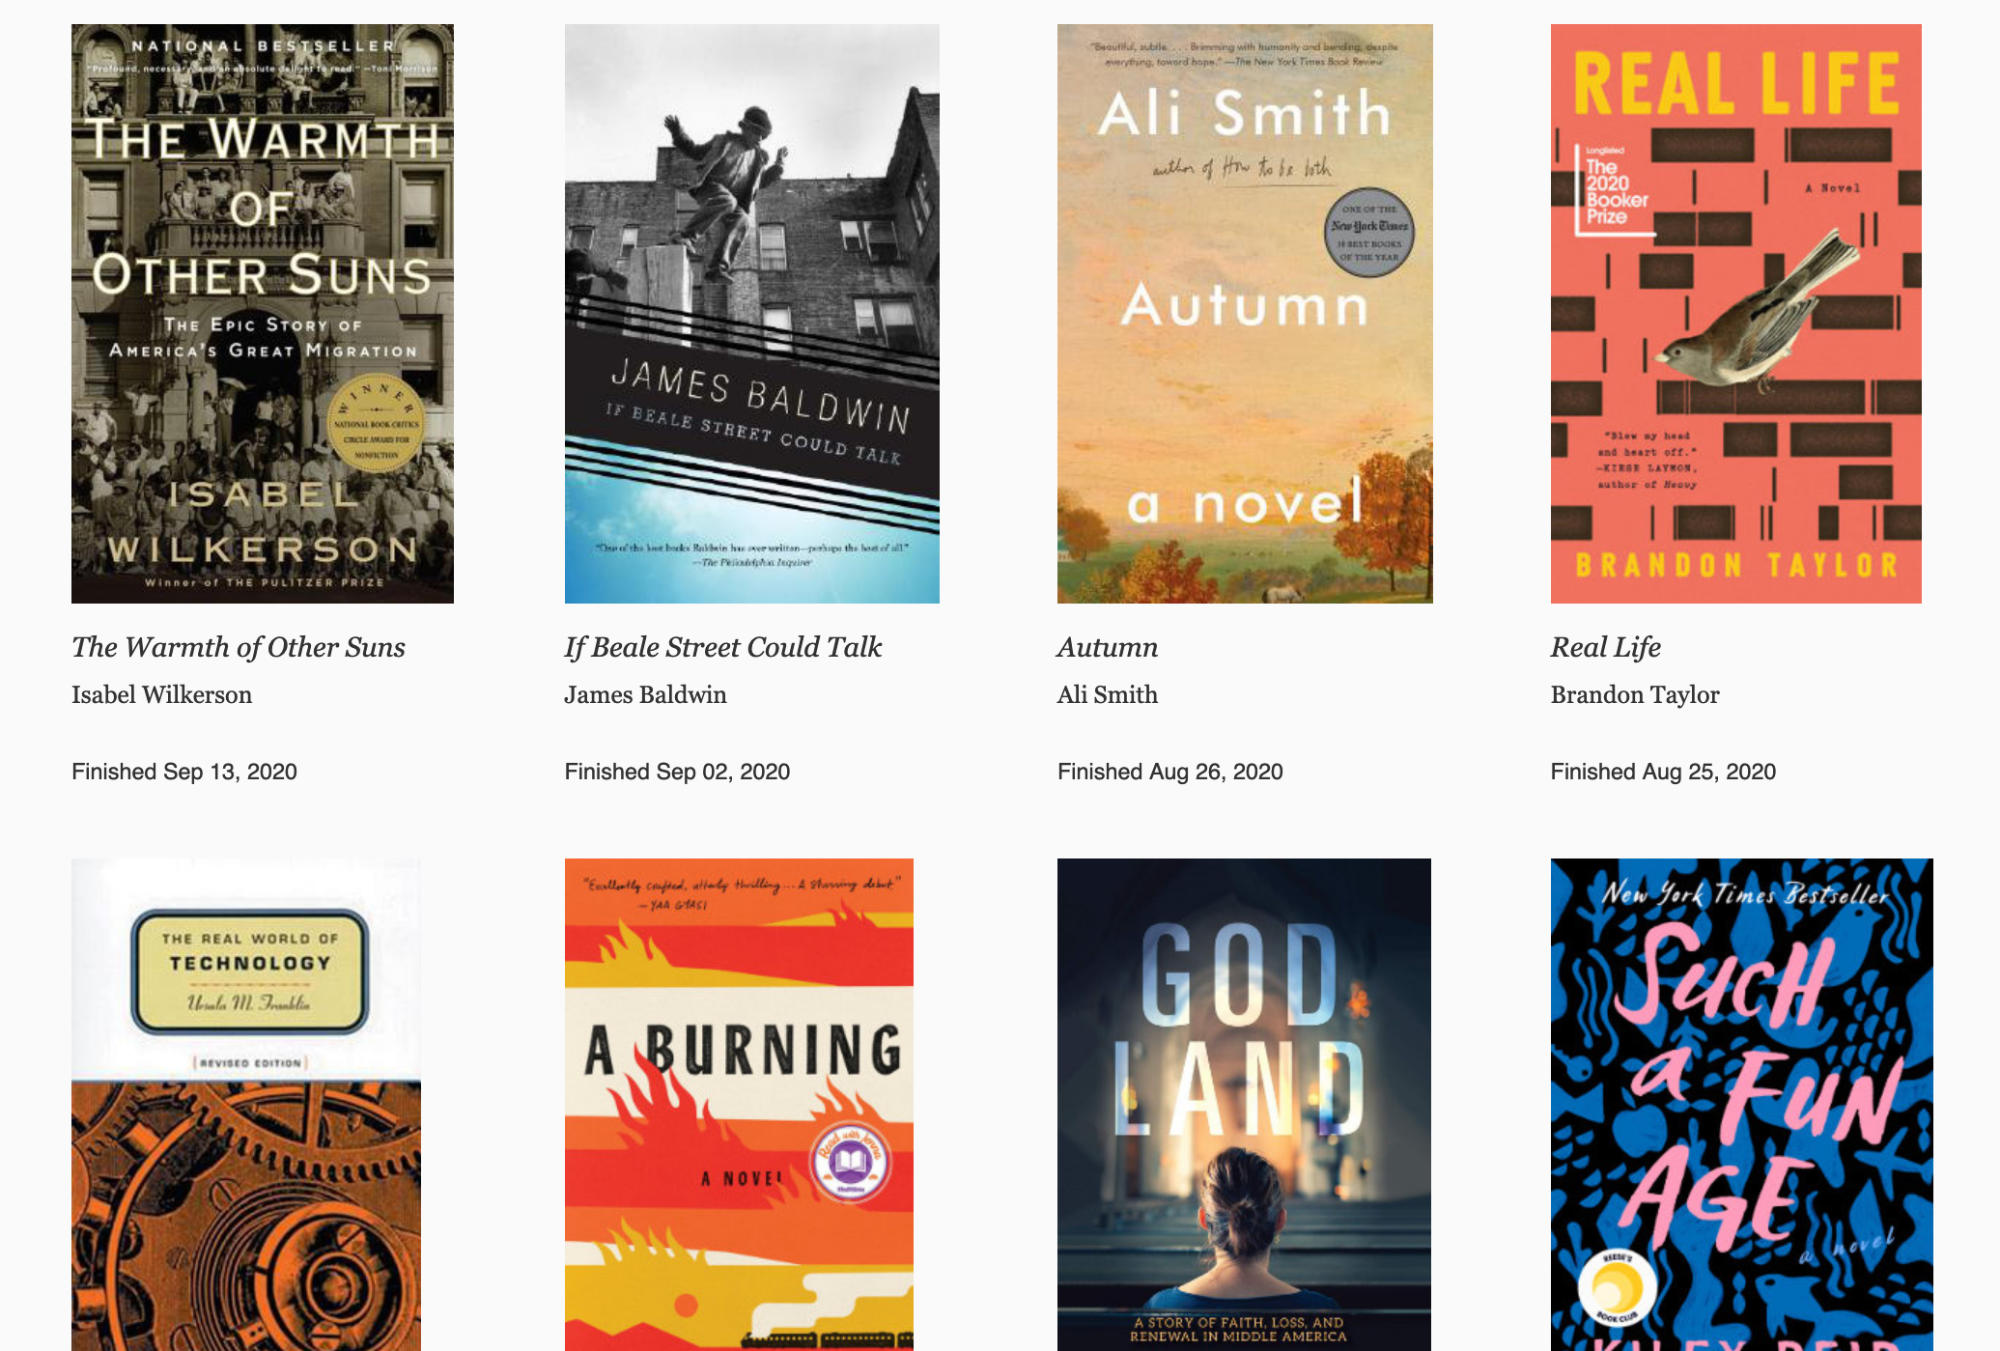 NATIONAL BESTSELLER
"Profound, necessary and an absolute delight to read." —Toni Morrison
THE WARMTH
OF
OTHER SUNS
THE EPIC STORY OF
AMERICA'S GREAT MIGRATION
WINNER
NATIONAL BOOK CRITICS
CIRCLE AWARD FOR
NONFICTION
ISABEL
WILKERSON
Winner of THE PULITZER PRIZE
JAMES BALDWIN
IF BEALE STREET COULD TALK
"One of the best books Baldwin has ever written—perhaps the best of all."
—The Philadelphia Inquirer
"Beautiful, subtle. . . . Brimming with humanity and bending, despite
everything, toward hope." —The New York Times Book Review
Ali Smith
author of How to be both
ONE OF THE
New York Times
10 BEST BOOKS
OF THE YEAR
Autumn
a novel
REAL LIFE
Longlisted
The
2020
Booker
Prize
A Novel
"Blew my head
and heart off."
—KIESE LAYMON,
author of Heavy
BRANDON TAYLOR
The Warmth of Other Suns
Isabel Wilkerson
Finished Sep 13, 2020
If Beale Street Could Talk
James Baldwin
Finished Sep 02, 2020
Autumn
Ali Smith
Finished Aug 26, 2020
Real Life
Brandon Taylor
Finished Aug 25, 2020
THE REAL WORLD OF
TECHNOLOGY
Ursula M. Franklin
[REVISED EDITION]
"Excellently crafted, utterly thrilling... A stunning debut."
—YAA GYASI
A BURNING
A NOVEL
Read with Jenna
GOD
LAND
A STORY OF FAITH, LOSS, AND
RENEWAL IN MIDDLE AMERICA
New York Times Bestseller
SUCH
a FUN
AGE
a novel
REESE'S
BOOK CLUB
KILEY REID